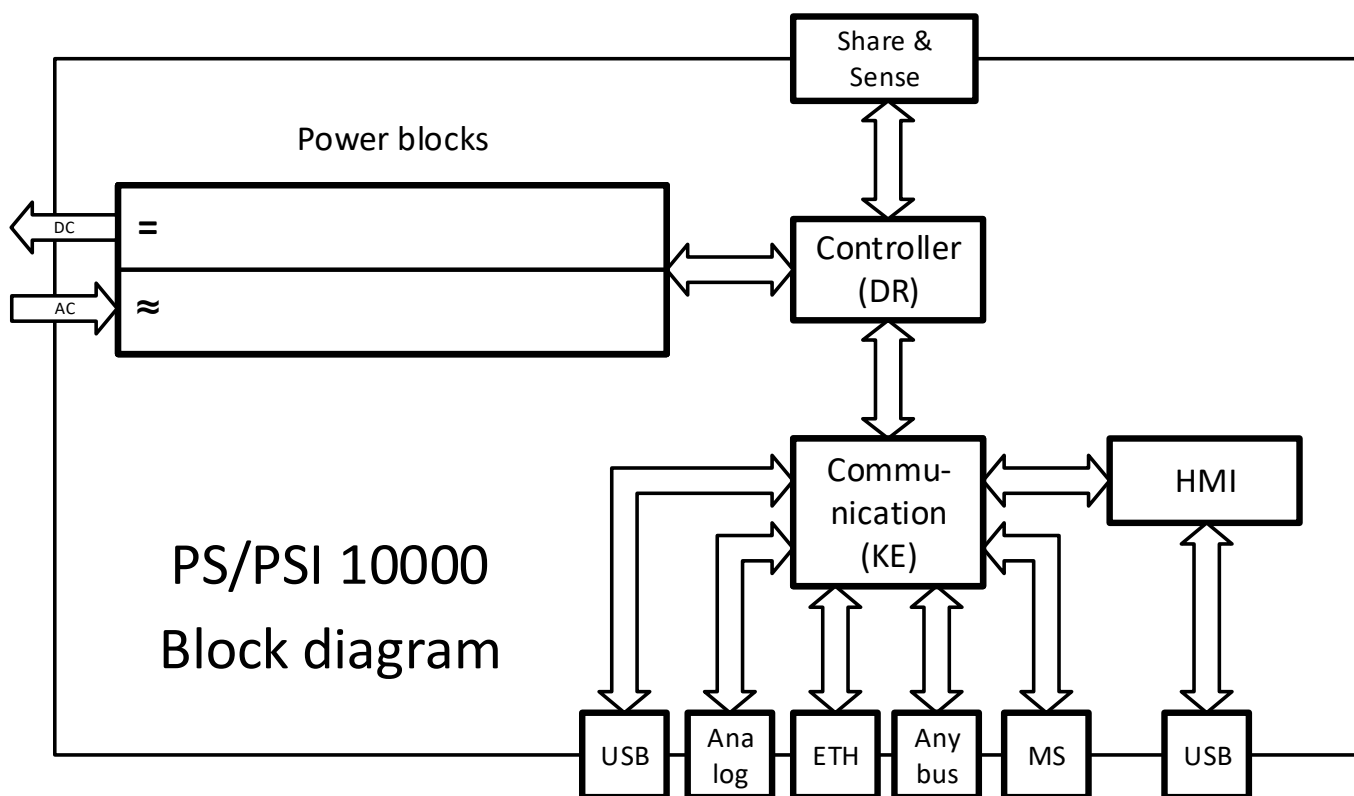 Share &
Sense
Power blocks
DC
=
Controller
(DR)
AC
≈
Commu-
nication
(KE)
HMI
PS/PSI 10000
Block diagram
USB
Ana
log
ETH
Any
bus
MS
USB